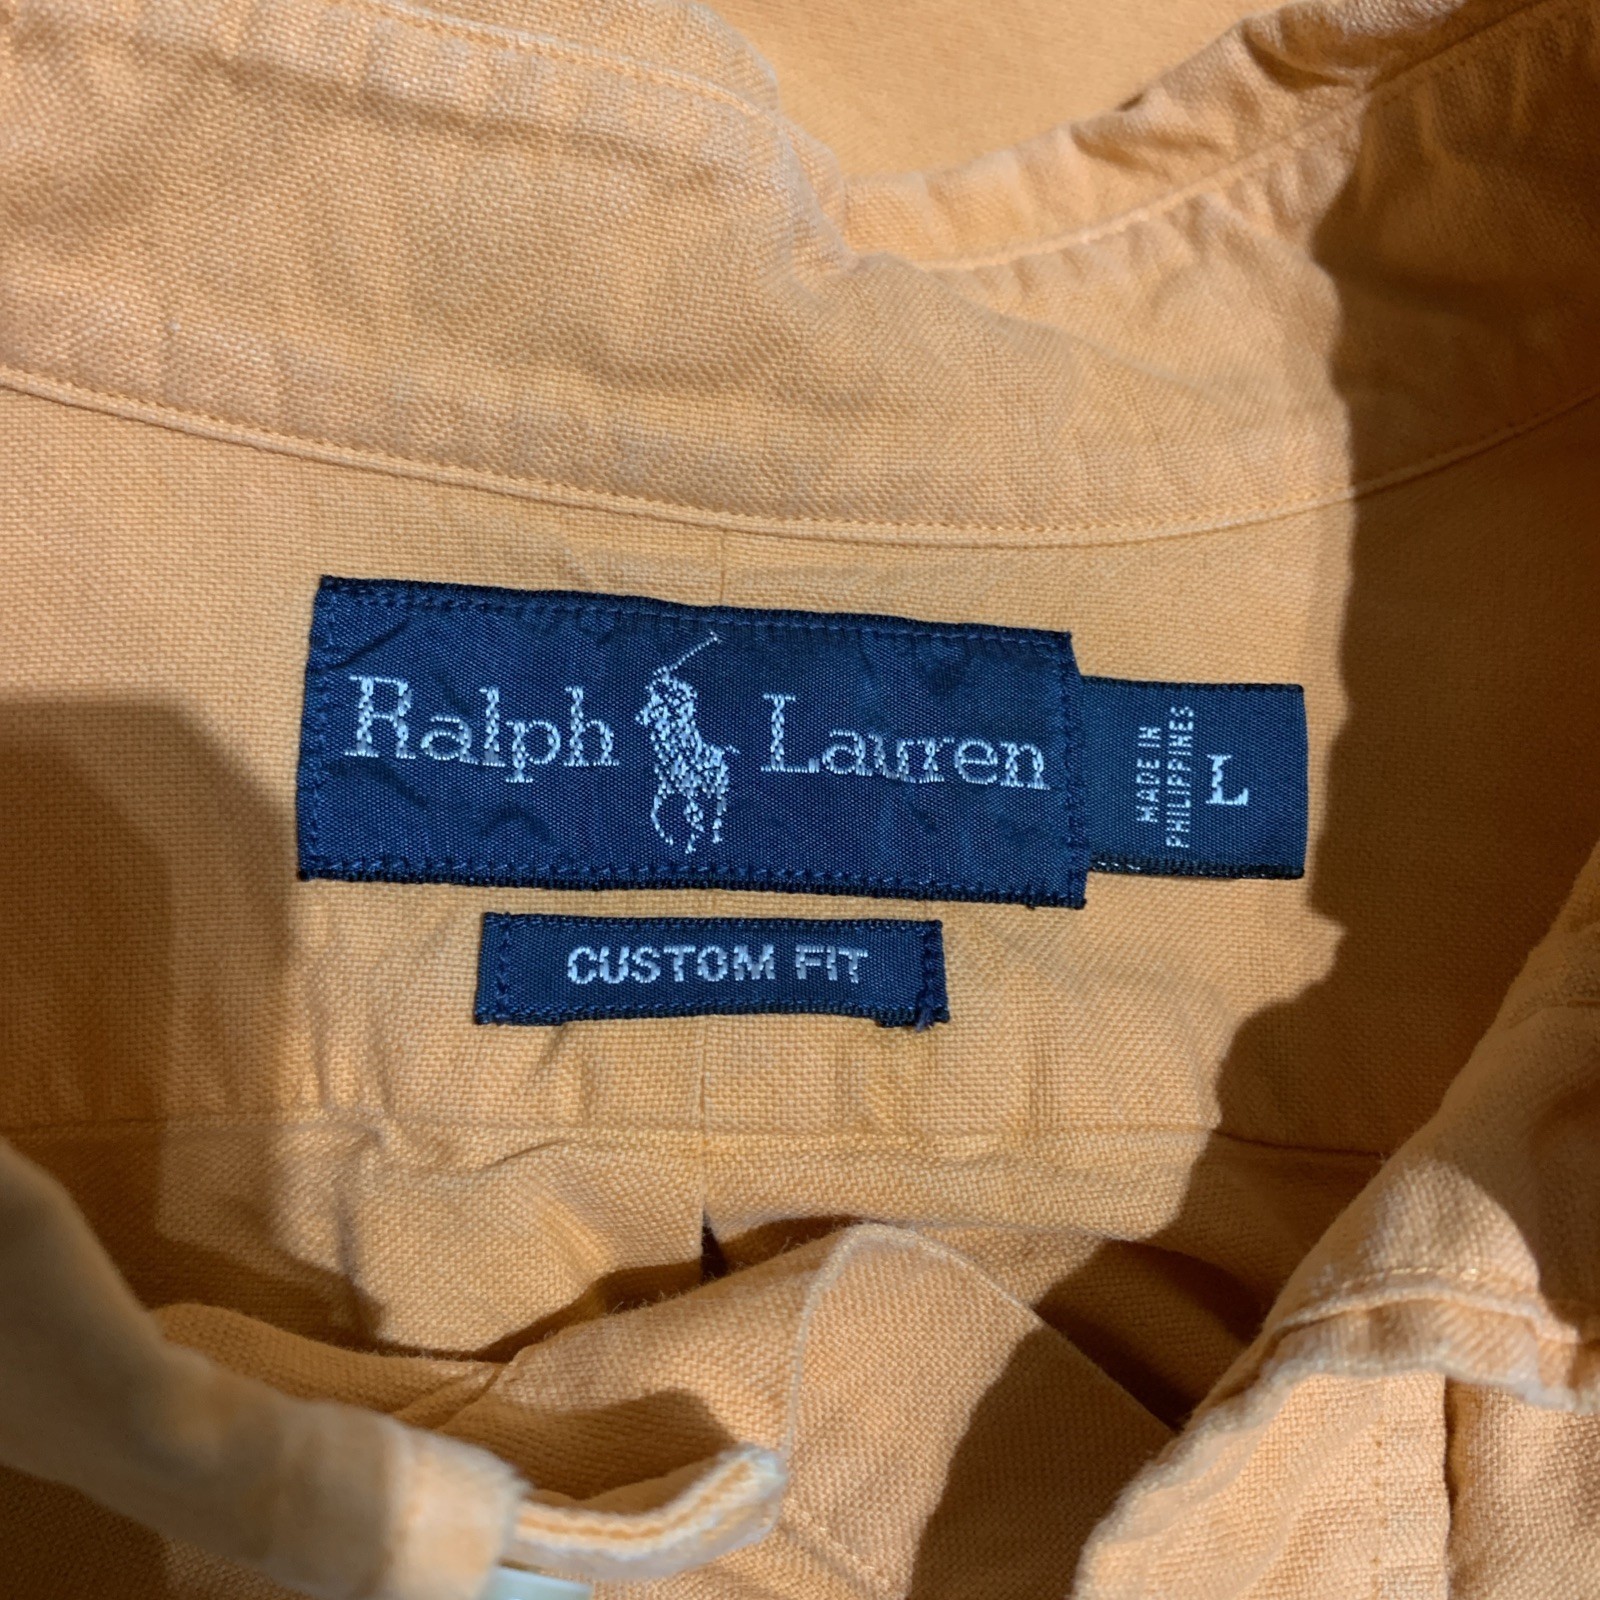 Ralph Lauren
MADE IN
PHILIPPINES
L
CUSTOM FIT